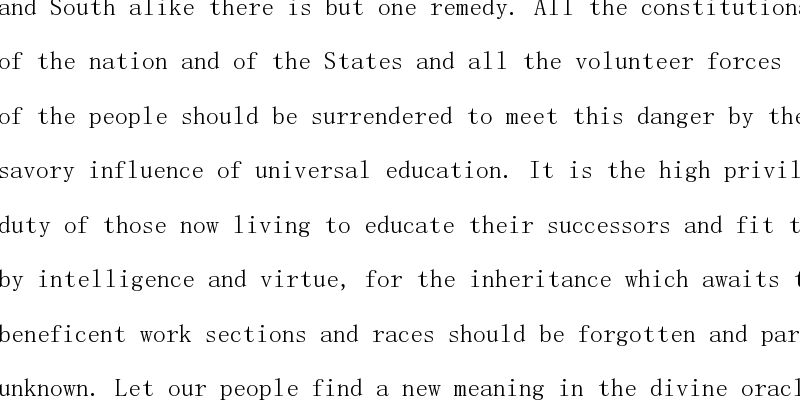 and South alike there is but one remedy. All the constitutiona
of the nation and of the States and all the volunteer forces
of the people should be surrendered to meet this danger by the
savory influence of universal education. It is the high privil
duty of those now living to educate their successors and fit t
by intelligence and virtue, for the inheritance which awaits t
beneficent work sections and races should be forgotten and par
unknown. Let our people find a new meaning in the divine oracl